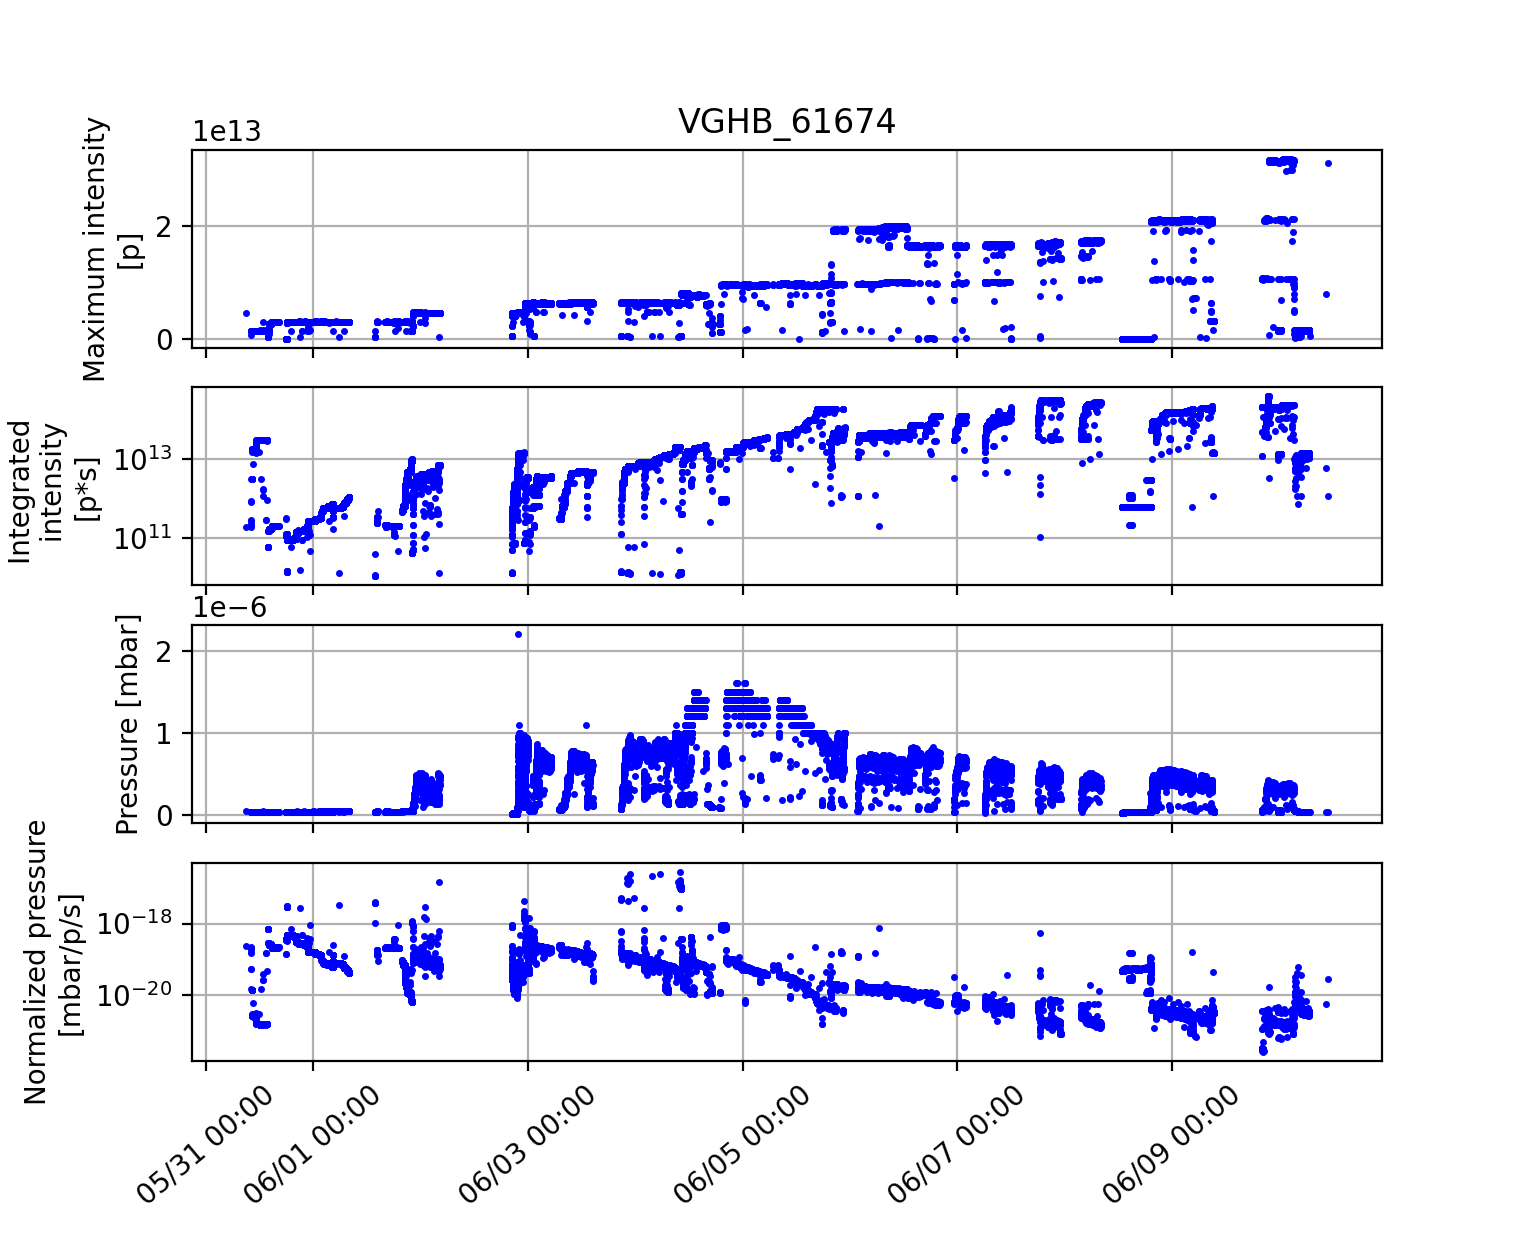 VGHB_61674
1e13
Maximum intensity
[p]
2
0
Integrated
intensity
[p*s]
10^13
10^11
1e−6
Pressure [mbar]
2
1
0
Normalized pressure
[mbar/p/s]
10^−18
10^−20
05/31 00:00
06/01 00:00
06/03 00:00
06/05 00:00
06/07 00:00
06/09 00:00